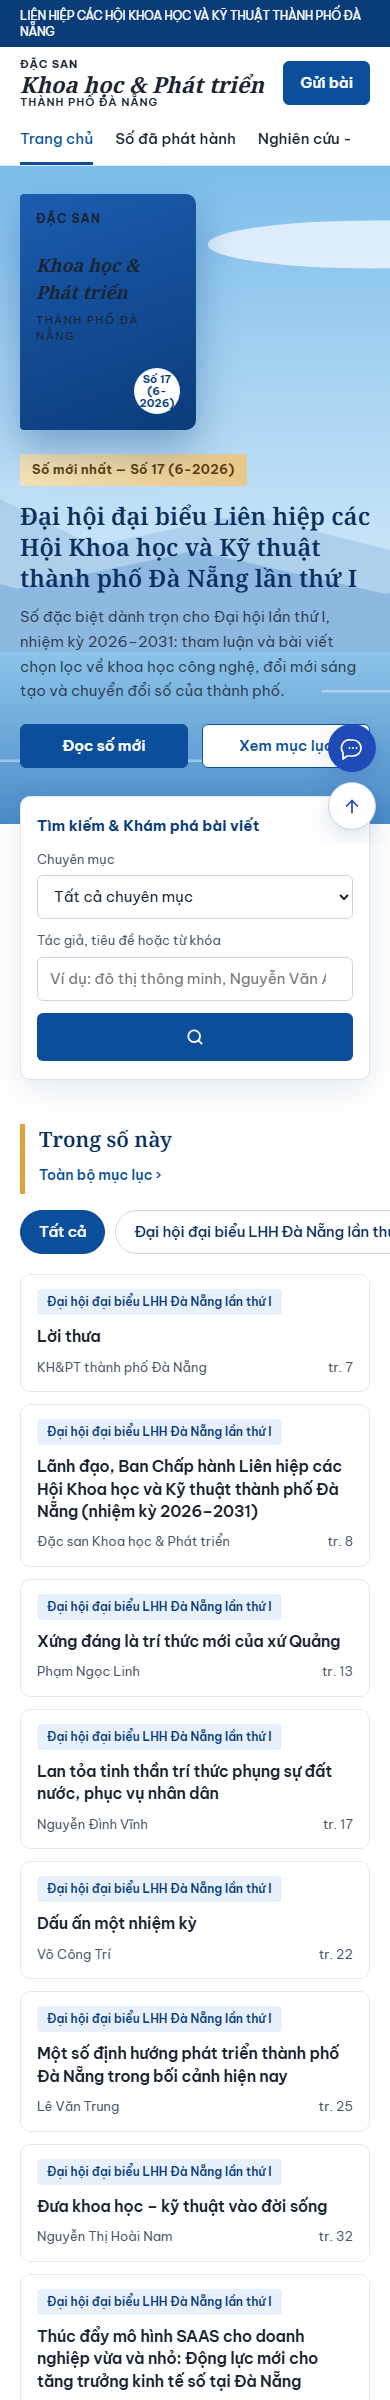 LIÊN HIỆP CÁC HỘI KHOA HỌC VÀ KỸ THUẬT THÀNH PHỐ ĐÀ
NẴNG
ĐẶC SAN
Khoa học & Phát triển
THÀNH PHỐ ĐÀ NẴNG
Gửi bài
Trang chủ
Số đã phát hành
Nghiên cứu -
ĐẶC SAN
Khoa học &
Phát triển
THÀNH PHỐ ĐÀ
NẴNG
Số 17
(6-
2026)
Số mới nhất — Số 17 (6-2026)
Đại hội đại biểu Liên hiệp các
Hội Khoa học và Kỹ thuật
thành phố Đà Nẵng lần thứ I
Số đặc biệt dành trọn cho Đại hội lần thứ I,
nhiệm kỳ 2026–2031: tham luận và bài viết
chọn lọc về khoa học công nghệ, đổi mới sáng
tạo và chuyển đổi số của thành phố.
Đọc số mới
Xem mục lục
Tìm kiếm & Khám phá bài viết
Chuyên mục
Tất cả chuyên mục
Tác giả, tiêu đề hoặc từ khóa
Ví dụ: đô thị thông minh, Nguyễn Văn
Trong số này
Toàn bộ mục lục ›
Tất cả
Đại hội đại biểu LHH Đà Nẵng lần
Đại hội đại biểu LHH Đà Nẵng lần thứ I
Lời thưa
KH&PT thành phố Đà Nẵng
tr. 7
Đại hội đại biểu LHH Đà Nẵng lần thứ I
Lãnh đạo, Ban Chấp hành Liên hiệp các
Hội Khoa học và Kỹ thuật thành phố Đà
Nẵng (nhiệm kỳ 2026–2031)
Đặc san Khoa học & Phát triển
tr. 8
Đại hội đại biểu LHH Đà Nẵng lần thứ I
Xứng đáng là trí thức mới của xứ Quảng
Phạm Ngọc Linh
tr. 13
Đại hội đại biểu LHH Đà Nẵng lần thứ I
Lan tỏa tinh thần trí thức phụng sự đất
nước, phục vụ nhân dân
Nguyễn Đình Vĩnh
tr. 17
Đại hội đại biểu LHH Đà Nẵng lần thứ I
Dấu ấn một nhiệm kỳ
Võ Công Trí
tr. 22
Đại hội đại biểu LHH Đà Nẵng lần thứ I
Một số định hướng phát triển thành phố
Đà Nẵng trong bối cảnh hiện nay
Lê Văn Trung
tr. 25
Đại hội đại biểu LHH Đà Nẵng lần thứ I
Đưa khoa học – kỹ thuật vào đời sống
Nguyễn Thị Hoài Nam
tr. 32
Đại hội đại biểu LHH Đà Nẵng lần thứ I
Thúc đẩy mô hình SAAS cho doanh
nghiệp vừa và nhỏ: Động lực mới cho
tăng trưởng kinh tế số tại Đà Nẵng